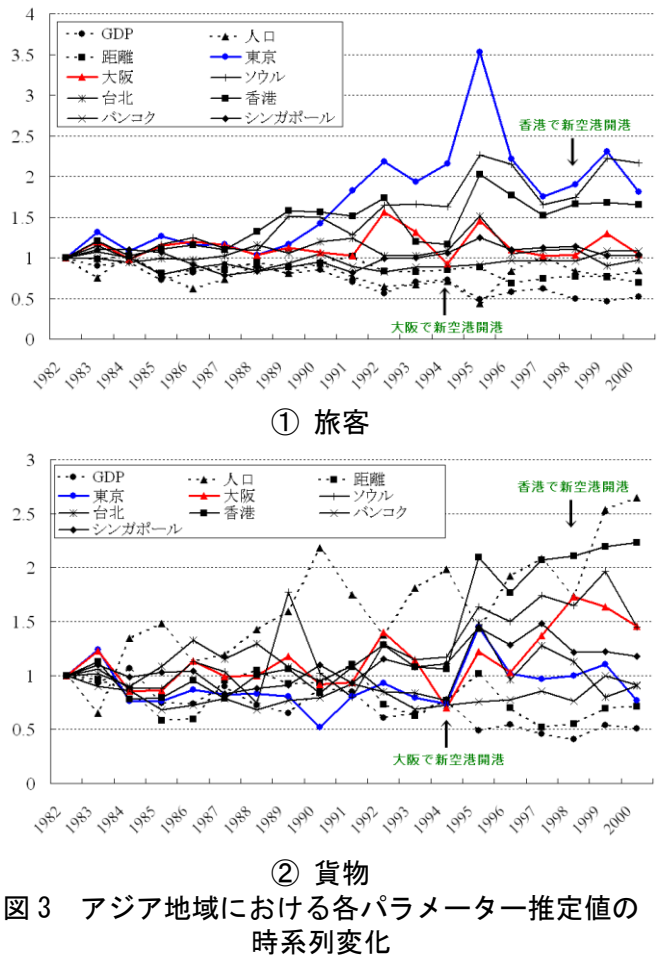 4
3.5
3
2.5
2
1.5
1
0.5
0
GDP 人口
距離 東京
大阪 ソウル
台北 香港
バンコク シンガポール
香港で新空港開港
大阪で新空港開港
1982 1983 1984 1985 1986 1987 1988 1989 1990 1991 1992 1993 1994 1995 1996 1997 1998 1999 2000
① 旅客
3
2.5
2
1.5
1
0.5
0
GDP 人口 距離
東京 大阪 ソウル
台北 香港 バンコク
シンガポール
香港で新空港開港
大阪で新空港開港
1982 1983 1984 1985 1986 1987 1988 1989 1990 1991 1992 1993 1994 1995 1996 1997 1998 1999 2000
② 貨物
図3 アジア地域における各パラメーター推定値の
時系列変化